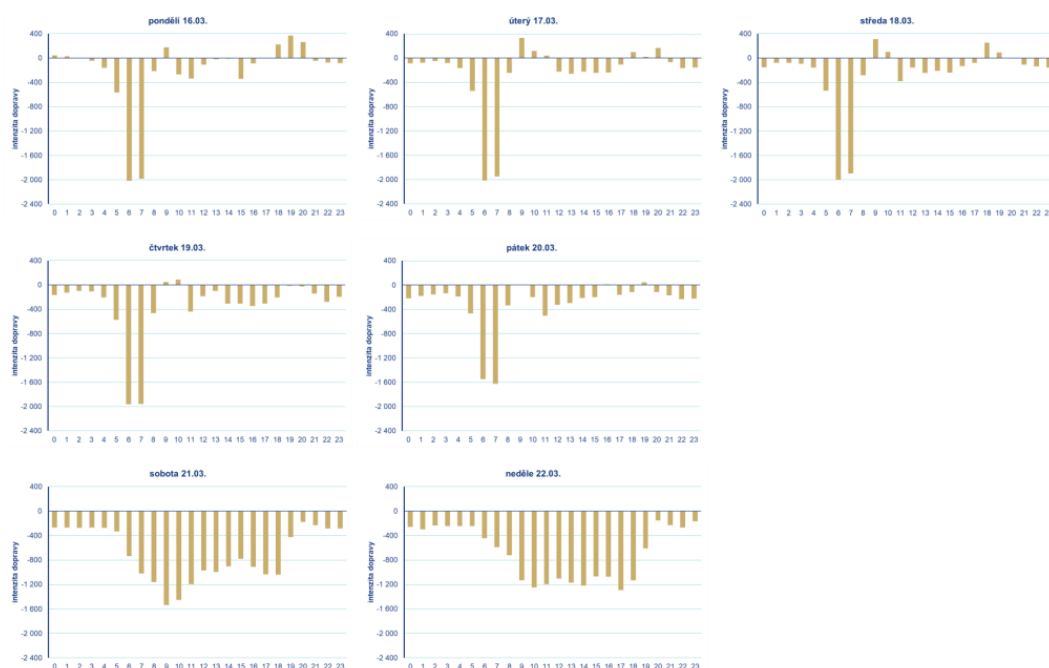 pondělí 16.03.
intenzita dopravy
400
0
-400
-800
-1 200
-1 600
-2 000
-2 400
0 1 2 3 4 5 6 7 8 9 10 11 12 13 14 15 16 17 18 19 20 21 22 23
úterý 17.03.
intenzita dopravy
400
0
-400
-800
-1 200
-1 600
-2 000
-2 400
0 1 2 3 4 5 6 7 8 9 10 11 12 13 14 15 16 17 18 19 20 21 22 23
středa 18.03.
intenzita dopravy
400
0
-400
-800
-1 200
-1 600
-2 000
-2 400
0 1 2 3 4 5 6 7 8 9 10 11 12 13 14 15 16 17 18 19 20 21 22
čtvrtek 19.03.
intenzita dopravy
400
0
-400
-800
-1 200
-1 600
-2 000
-2 400
0 1 2 3 4 5 6 7 8 9 10 11 12 13 14 15 16 17 18 19 20 21 22 23
pátek 20.03.
intenzita dopravy
400
0
-400
-800
-1 200
-1 600
-2 000
-2 400
0 1 2 3 4 5 6 7 8 9 10 11 12 13 14 15 16 17 18 19 20 21 22 23
sobota 21.03.
intenzita dopravy
400
0
-400
-800
-1 200
-1 600
-2 000
-2 400
0 1 2 3 4 5 6 7 8 9 10 11 12 13 14 15 16 17 18 19 20 21 22 23
neděle 22.03.
intenzita dopravy
400
0
-400
-800
-1 200
-1 600
-2 000
-2 400
0 1 2 3 4 5 6 7 8 9 10 11 12 13 14 15 16 17 18 19 20 21 22 23